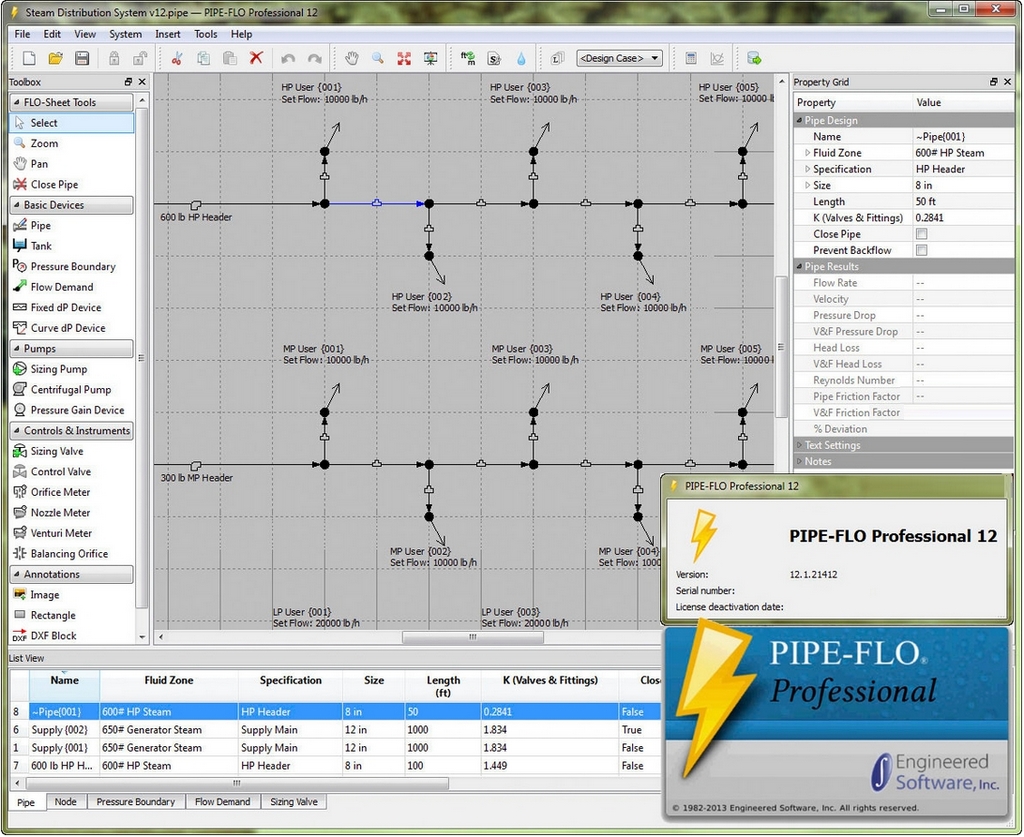 Steam Distribution System v12.pipe — PIPE-FLO Professional 12
File Edit View System Insert Tools Help
<Design Case>
Toolbox
FLO-Sheet Tools
Select
Zoom
Pan
Close Pipe
Basic Devices
Pipe
Tank
Pressure Boundary
Flow Demand
Fixed dP Device
Curve dP Device
Pumps
Sizing Pump
Centrifugal Pump
Pressure Gain Device
Controls & Instruments
Sizing Valve
Control Valve
Orifice Meter
Nozzle Meter
Venturi Meter
Balancing Orifice
Annotations
Image
Rectangle
DXF DXF Block
HP User {001}
Set Flow: 10000 lb/h
HP User {003}
Set Flow: 10000 lb/h
HP User {005}
Set Flow: 10000 l
600 lb HP Header
HP User {002}
Set Flow: 10000 lb/h
HP User {004}
Set Flow: 10000 lb/h
MP User {001}
Set Flow: 10000 lb/h
MP User {003}
Set Flow: 10000 lb/h
MP User {005}
Set Flow: 10000 l
300 lb MP Header
MP User {002}
Set Flow: 10000 lb/h
MP User {004}
Set Flow: 1000
LP User {001}
Set Flow: 20000 lb/h
LP User {003}
Set Flow: 20000 lb/h
Property Grid
Property Value
Pipe Design
Name ~Pipe{001}
Fluid Zone 600# HP Steam
Specification HP Header
Size 8 in
Length 50 ft
K (Valves & Fittings) 0.2841
Close Pipe
Prevent Backflow
Pipe Results
Flow Rate --
Velocity --
Pressure Drop --
V&F Pressure Drop --
Head Loss --
V&F Head Loss --
Reynolds Number --
Pipe Friction Factor --
V&F Friction Factor
% Deviation
Text Settings
Notes
List View
Name Fluid Zone Specification Size Length (ft) K (Valves & Fittings) Clos
8 ~Pipe{001} 600# HP Steam HP Header 8 in 50 0.2841 False
6 Supply {002} 650# Generator Steam Supply Main 12 in 1000 1.834 True
1 Supply {001} 650# Generator Steam Supply Main 12 in 1000 1.834 False
7 600 lb HP H... 600# HP Steam HP Header 8 in 100 1.449 False
Pipe Node Pressure Boundary Flow Demand Sizing Valve
PIPE-FLO Professional 12
PIPE-FLO Professional 12
Version: 12.1.21412
Serial number:
License deactivation date:
PIPE-FLO®
Professional
Engineered
Software, Inc.
© 1982-2013 Engineered Software, Inc. All rights reserved.